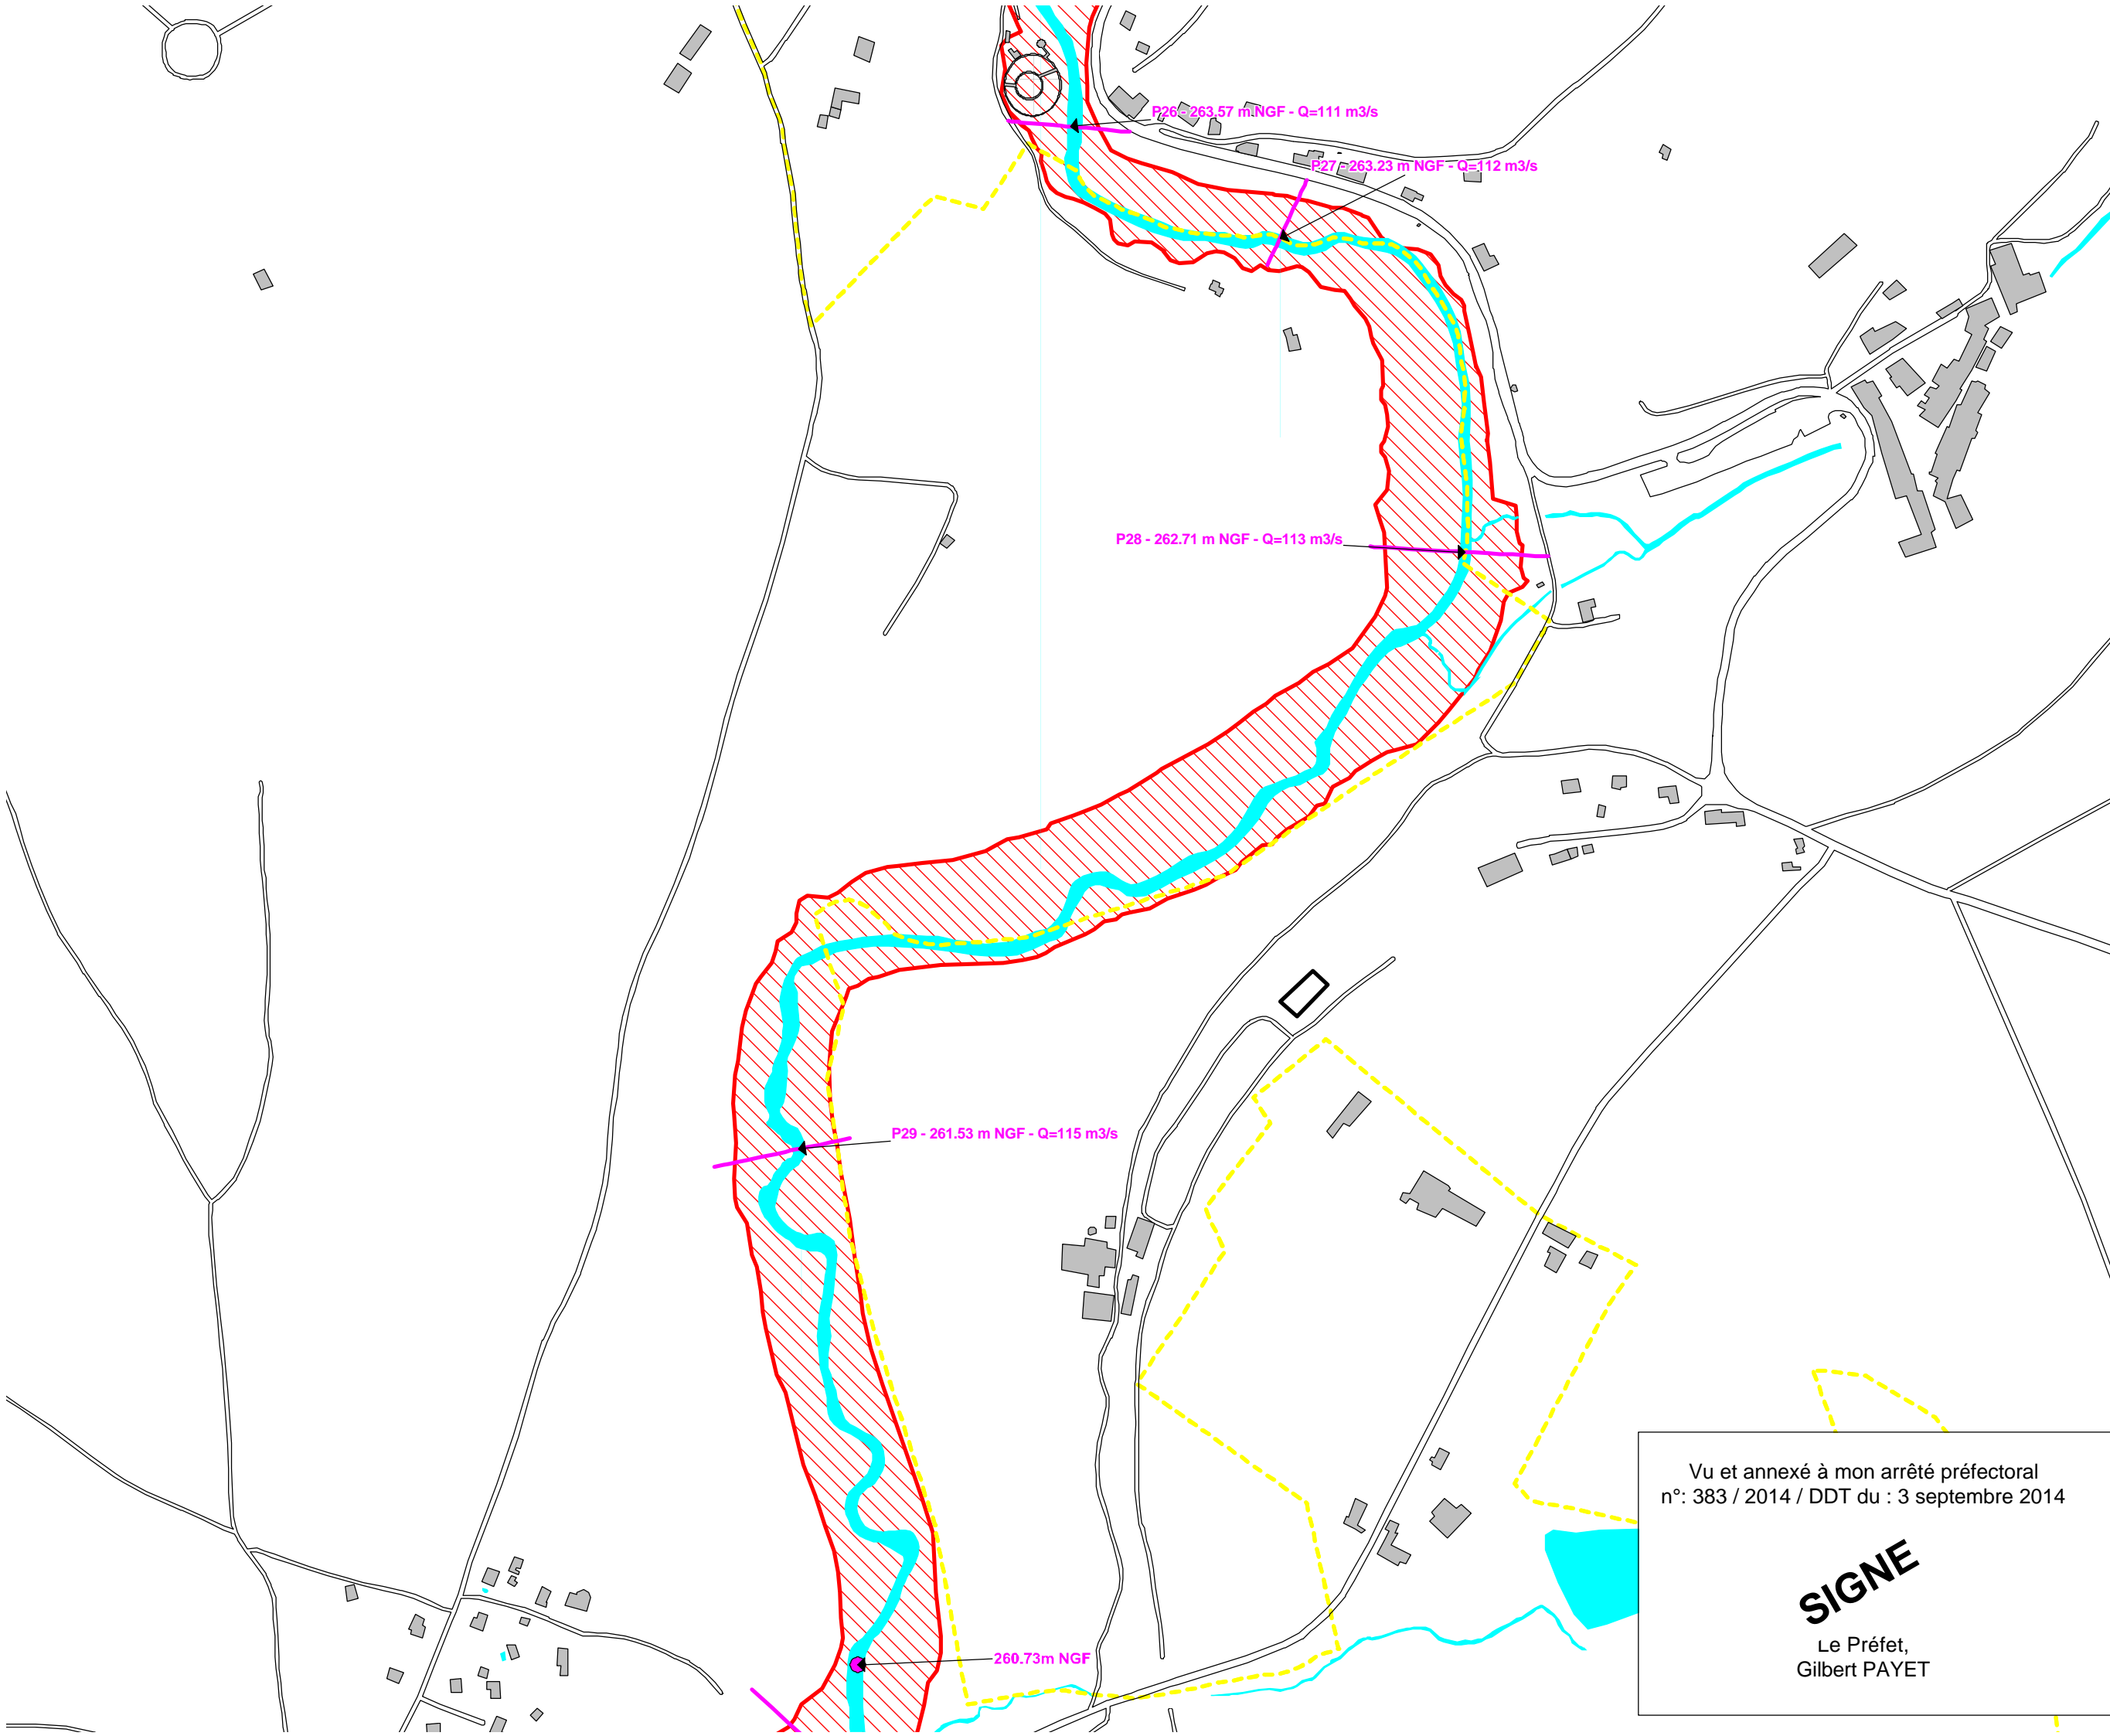 P26 - 263.57 m NGF - Q=111 m3/s
P27 - 263.23 m NGF - Q=112 m3/s
P28 - 262.71 m NGF - Q=113 m3/s
P29 - 261.53 m NGF - Q=115 m3/s
260.73m NGF
Vu et annexé à mon arrêté préfectoral
n°: 383 / 2014 / DDT du : 3 septembre 2014
SIGNE
Le Préfet,
Gilbert PAYET